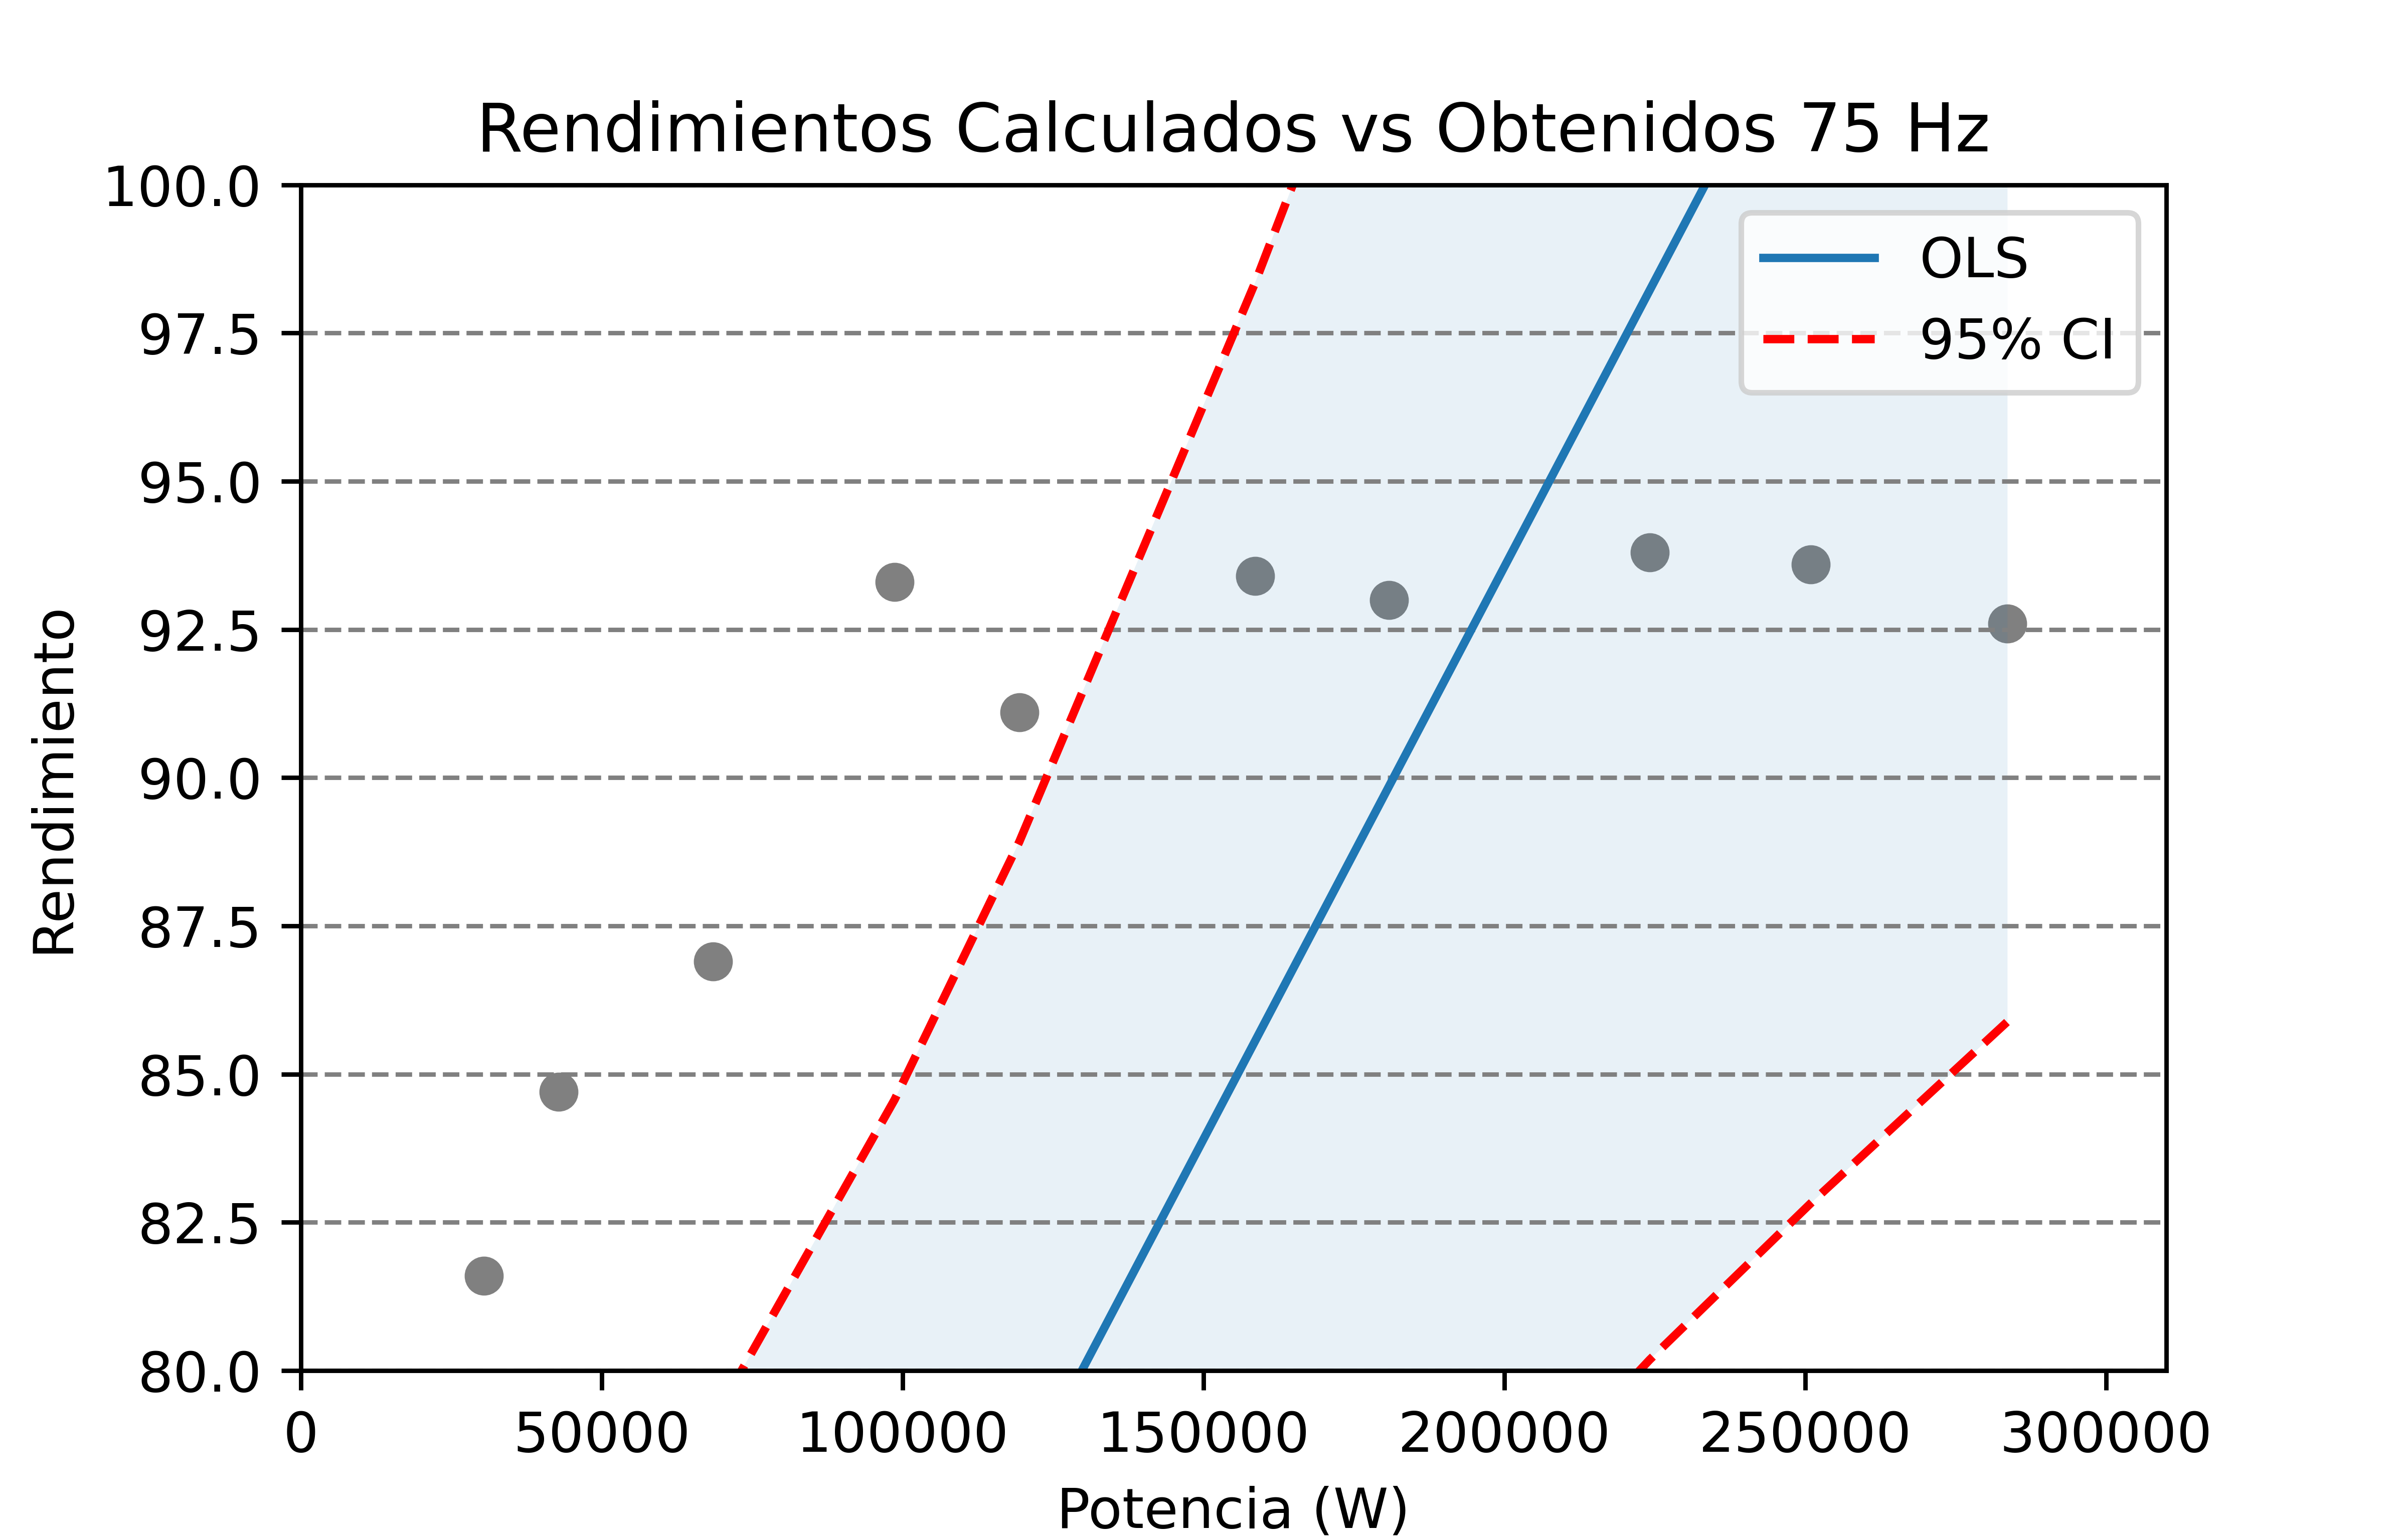 Rendimientos Calculados vs Obtenidos 75 Hz
100.0
97.5
95.0
92.5
90.0
87.5
85.0
82.5
80.0
Rendimiento
OLS
95% CI
0 50000 100000 150000 200000 250000 300000
Potencia (W)